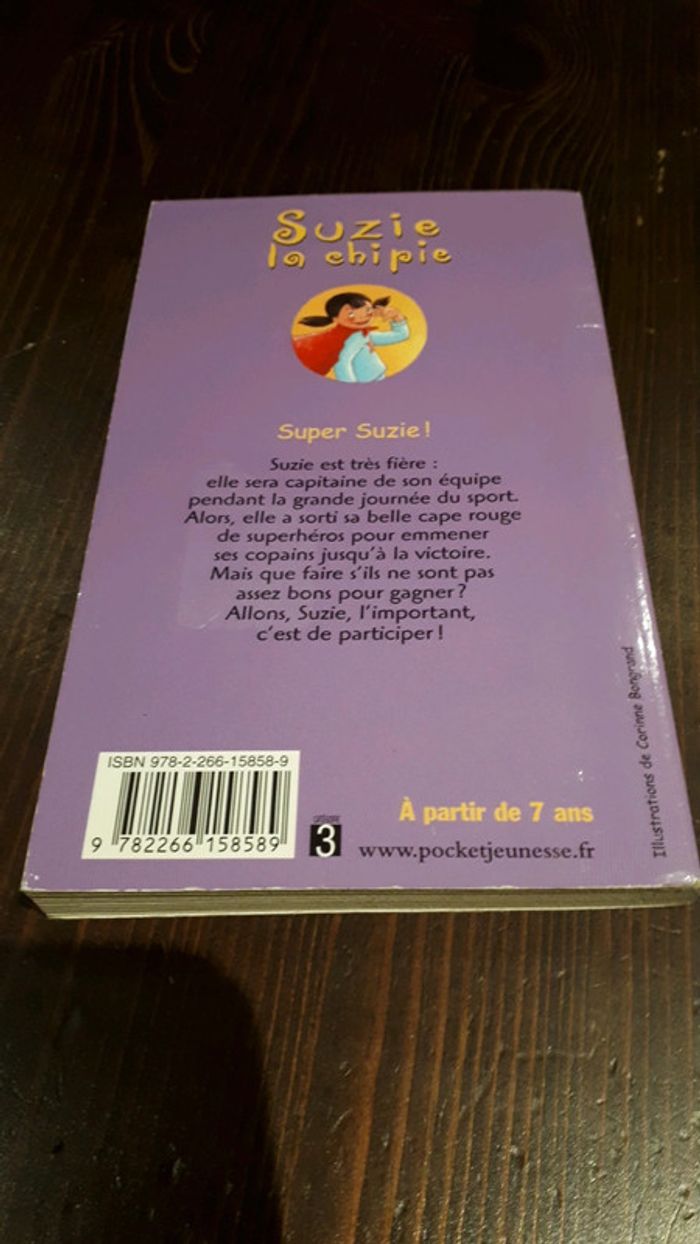 Suzie
la chipie
Super Suzie !
Suzie est très fière :
elle sera capitaine de son équipe
pendant la grande journée du sport.
Alors, elle a sorti sa belle cape rouge
de superhéros pour emmener
ses copains jusqu'à la victoire.
Mais que faire s'ils ne sont pas
assez bons pour gagner ?
Allons, Suzie, l'important,
c'est de participer !
Illustrations de Corinne Bongrand
ISBN 978-2-266-15858-9
9 782266 158589
catégorie
3
À partir de 7 ans
www.pocketjeunesse.fr